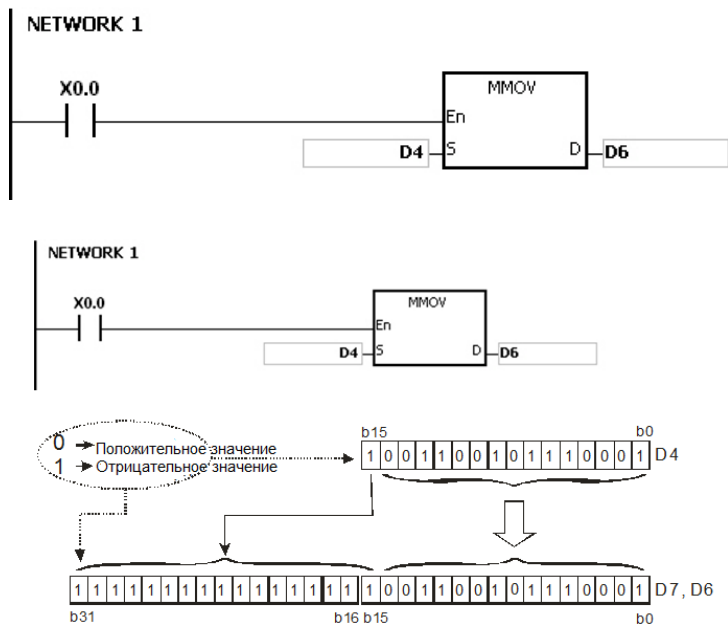 NETWORK 1
X0.0
MMOV
En
D4 S D D6
NETWORK 1
X0.0
MMOV
En
D4 S D D6
0 Положительное значение
1 Отрицательное значение
b15 b0
1 0 0 1 1 0 0 1 0 1 1 1 0 0 0 1 D4
1 1 1 1 1 1 1 1 1 1 1 1 1 1 1 1 1 0 0 1 1 0 0 1 0 1 1 1 0 0 0 1 D7, D6
b31 b16 b15 b0